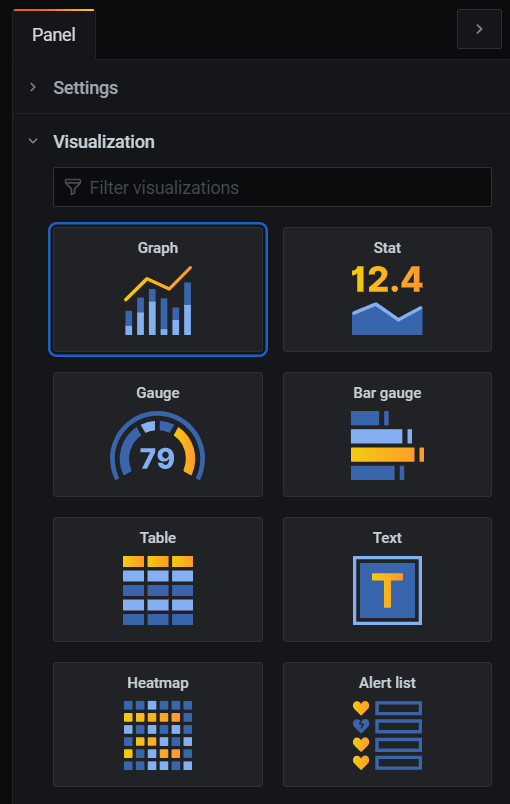 Panel
Settings
Visualization
Filter visualizations
Graph
Stat
12.4
Gauge
Bar gauge
79
Table
Text
T
Heatmap
Alert list